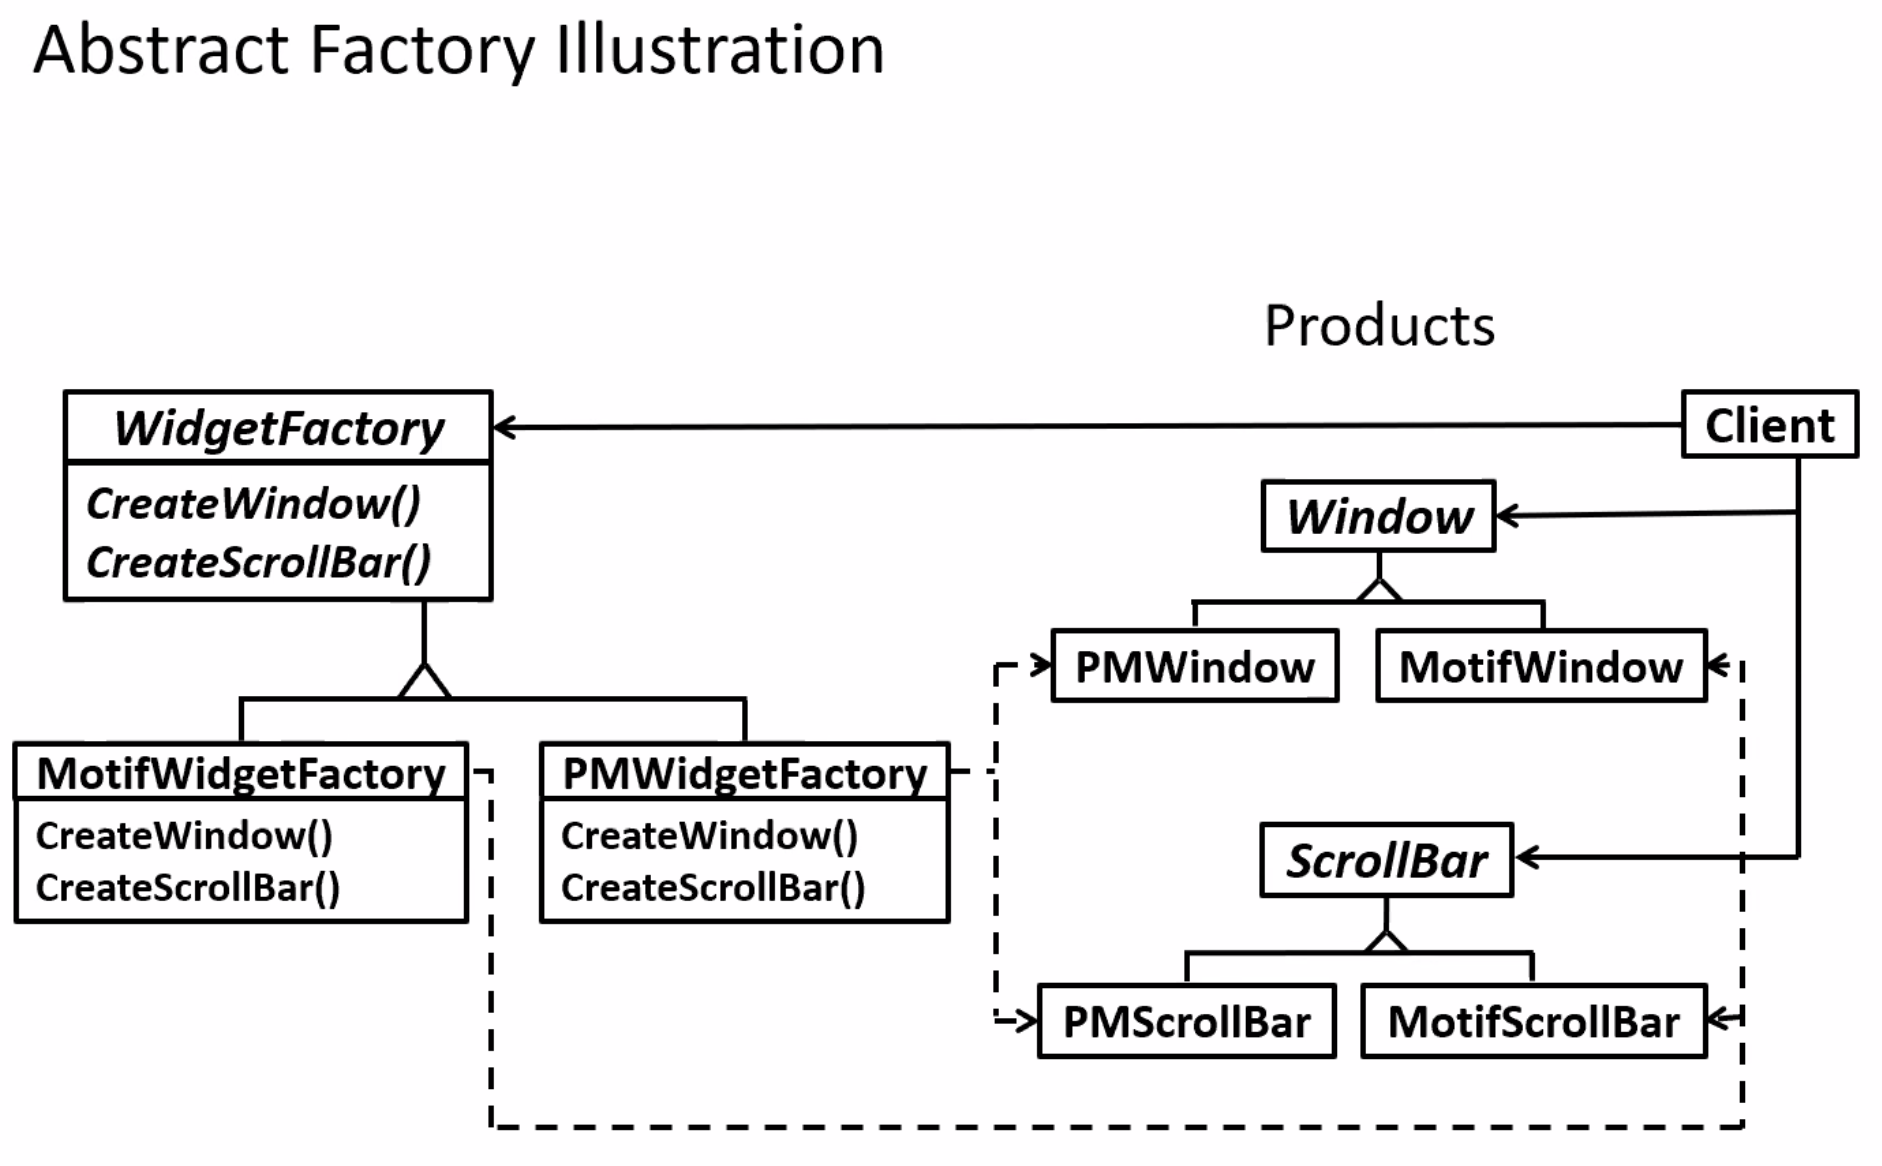 Abstract Factory Illustration
Products
WidgetFactory
CreateWindow()
CreateScrollBar()
Client
Window
PMWindow
MotifWindow
MotifWidgetFactory
CreateWindow()
CreateScrollBar()
PMWidgetFactory
CreateWindow()
CreateScrollBar()
ScrollBar
PMScrollBar
MotifScrollBar